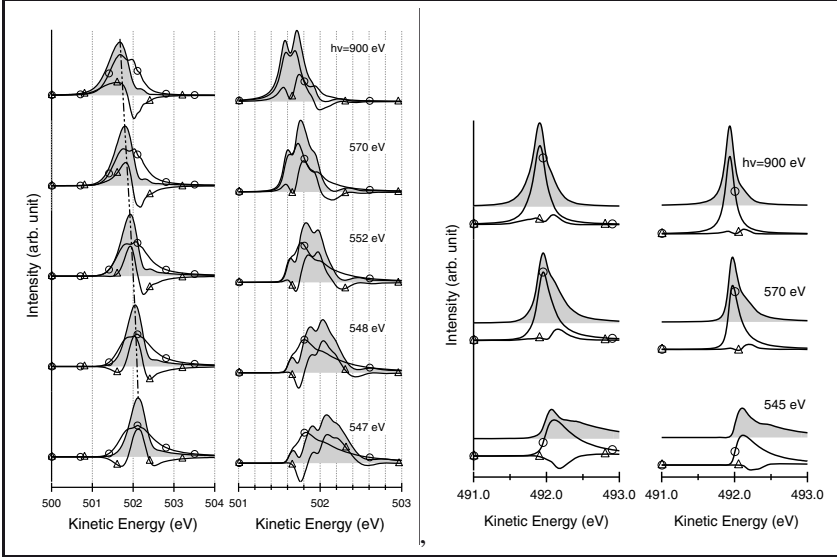 Intensity (arb. unit)
hν=900 eV
570 eV
552 eV
548 eV
547 eV
500 501 502 503 504
Kinetic Energy (eV)
501 502 503
Kinetic Energy (eV)
,
Intensity (arb. unit)
hν=900 eV
570 eV
545 eV
491.0 492.0 493.0
Kinetic Energy (eV)
491.0 492.0 493.0
Kinetic Energy (eV)